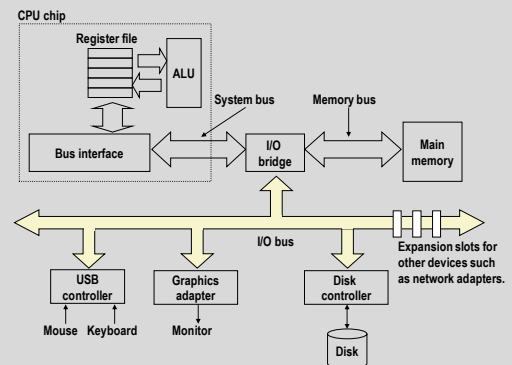 CPU chip
Register file
ALU
System bus
Memory bus
Bus interface
I/O
bridge
Main
memory
I/O bus
Expansion slots for
other devices such
as network adapters.
USB
controller
Graphics
adapter
Disk
controller
Mouse
Keyboard
Monitor
Disk